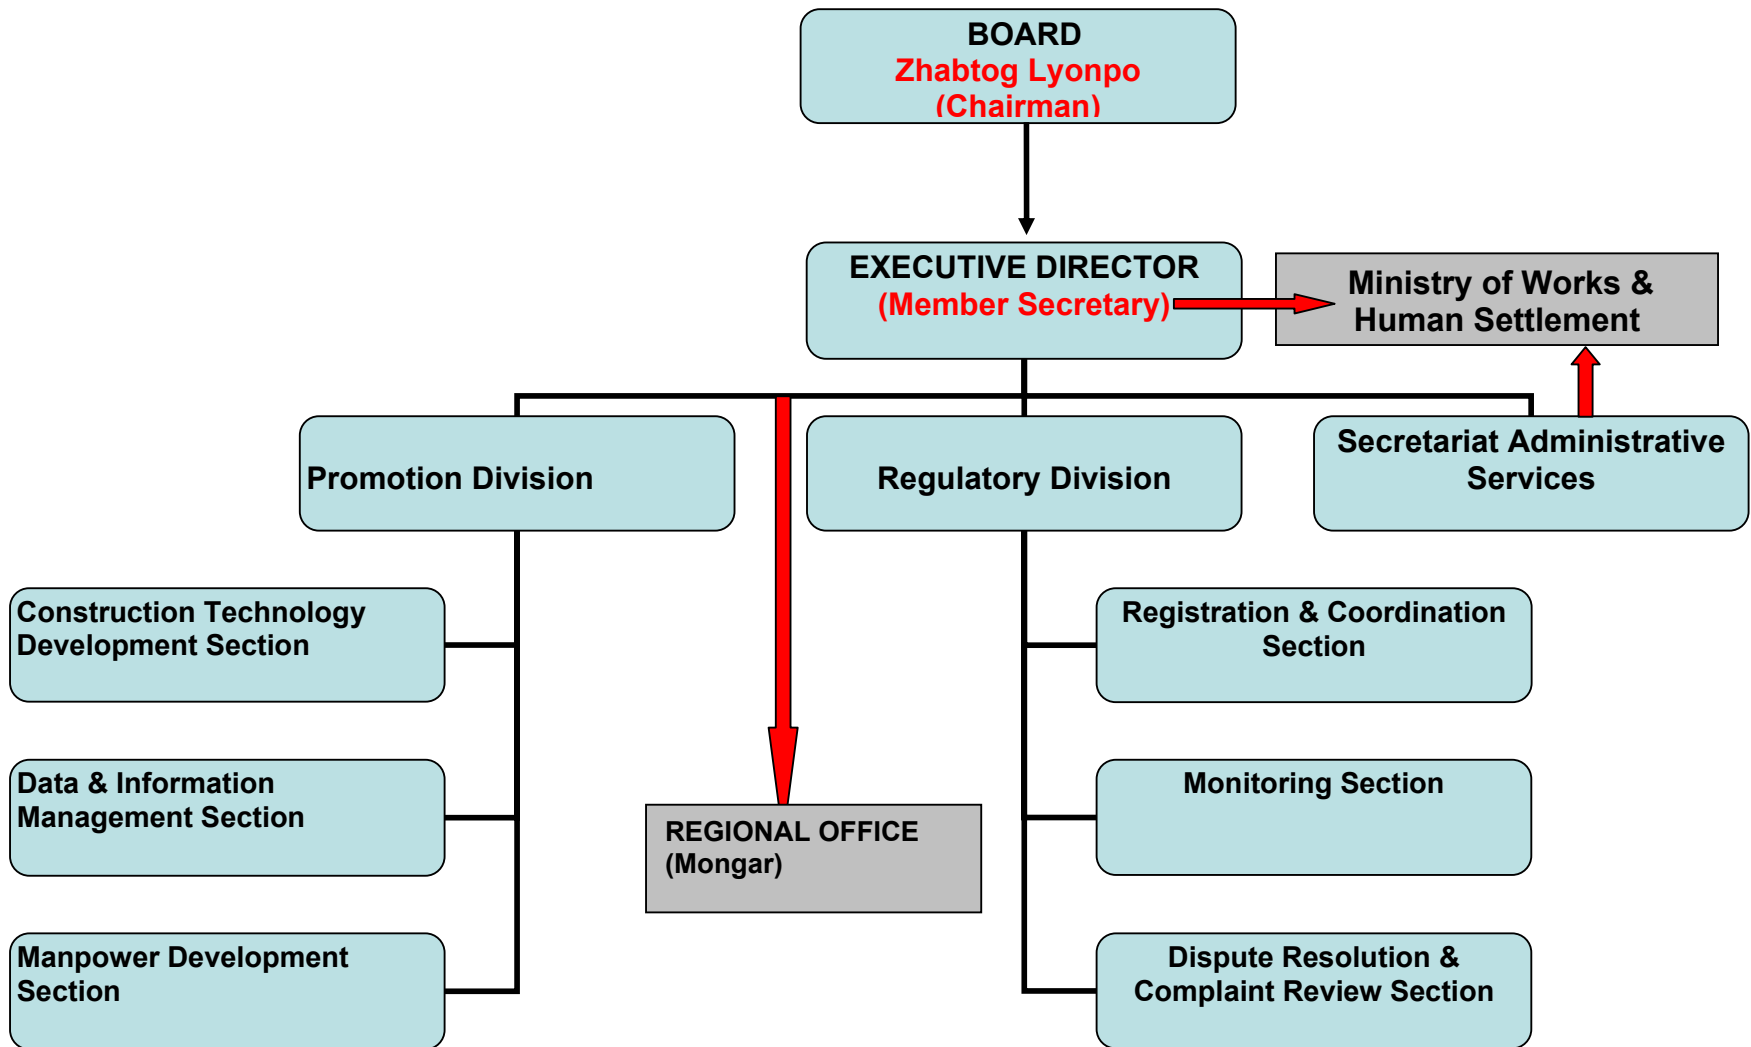 BOARD
Zhabtog Lyonpo
(Chairman)
EXECUTIVE DIRECTOR
(Member Secretary)
Ministry of Works &
Human Settlement
Promotion Division
Regulatory Division
Secretariat Administrative
Services
Construction Technology
Development Section
Registration & Coordination
Section
Data & Information
Management Section
Monitoring Section
REGIONAL OFFICE
(Mongar)
Manpower Development
Section
Dispute Resolution &
Complaint Review Section